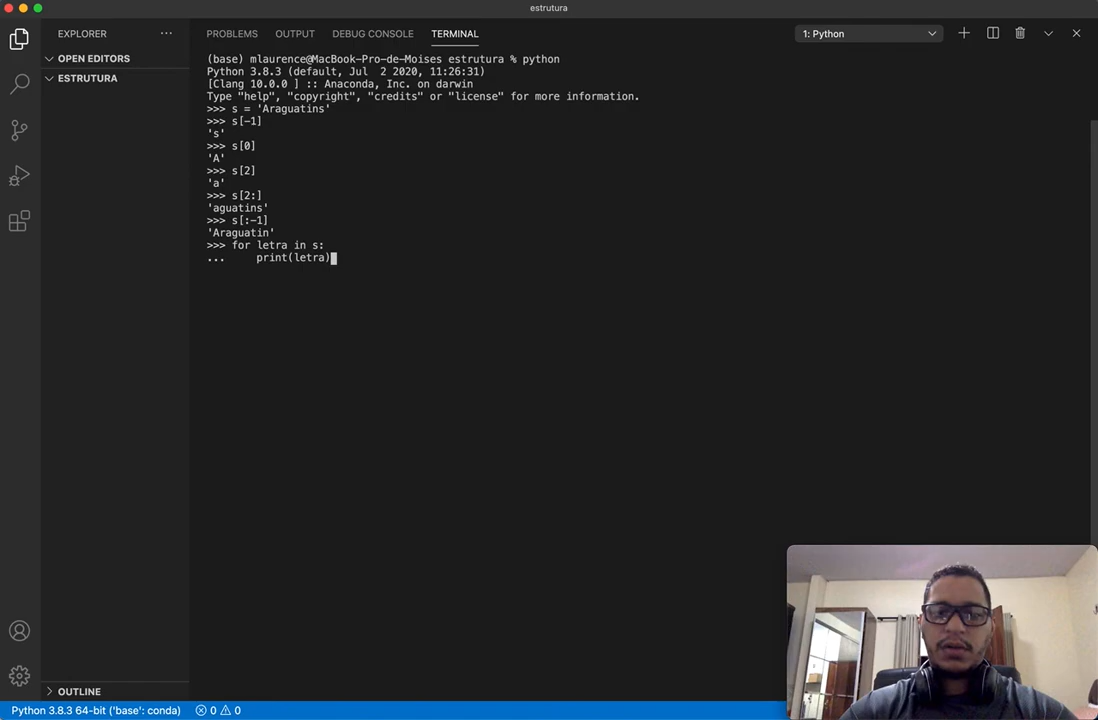 estrutura
EXPLORER
OPEN EDITORS
ESTRUTURA
OUTLINE
PROBLEMS OUTPUT DEBUG CONSOLE TERMINAL
1: Python
(base) mlaurence@MacBook-Pro-de-Moises estrutura % python
Python 3.8.3 (default, Jul  2 2020, 11:26:31)
[Clang 10.0.0 ] :: Anaconda, Inc. on darwin
Type "help", "copyright", "credits" or "license" for more information.
>>> s = 'Araguatins'
>>> s[-1]
's'
>>> s[0]
'A'
>>> s[2]
'a'
>>> s[2:]
'aguatins'
>>> s[:-1]
'Araguatin'
>>> for letra in s:
...     print(letra)
Python 3.8.3 64-bit ('base': conda) 0 0